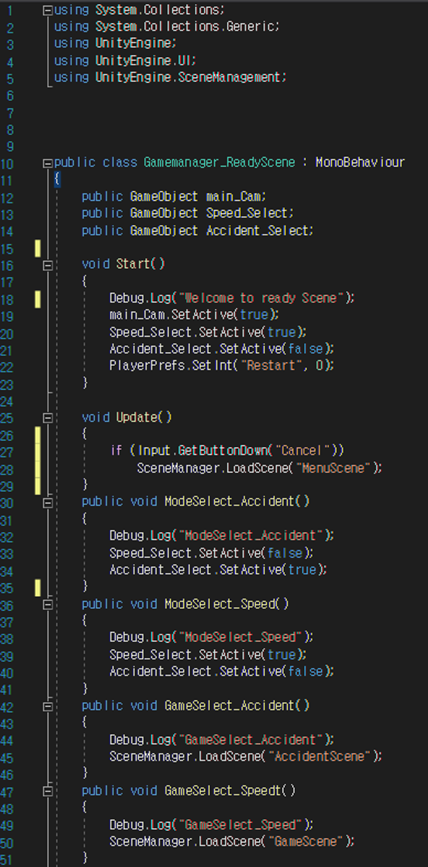 1 using System.Collections;
2 using System.Collections.Generic;
3 using UnityEngine;
4 using UnityEngine.UI;
5 using UnityEngine.SceneManagement;
6
7
8
9
10 public class Gamemanager_ReadyScene : MonoBehaviour
11 {
12 public GameObject main_Cam;
13 public GameObject Speed_Select;
14 public GameObject Accident_Select;
15
16 void Start()
17 {
18 Debug.Log("Welcome to ready Scene");
19 main_Cam.SetActive(true);
20 Speed_Select.SetActive(true);
21 Accident_Select.SetActive(false);
22 PlayerPrefs.SetInt("Restart", 0);
23 }
24
25 void Update()
26 {
27 if (Input.GetButtonDown("Cancel"))
28 SceneManager.LoadScene("MenuScene");
29 }
30 public void ModeSelect_Accident()
31 {
32 Debug.Log("ModeSelect_Accident");
33 Speed_Select.SetActive(false);
34 Accident_Select.SetActive(true);
35 }
36 public void ModeSelect_Speed()
37 {
38 Debug.Log("ModeSelect_Speed");
39 Speed_Select.SetActive(true);
40 Accident_Select.SetActive(false);
41 }
42 public void GameSelect_Accident()
43 {
44 Debug.Log("GameSelect_Accident");
45 SceneManager.LoadScene("AccidentScene");
46 }
47 public void GameSelect_Speedt()
48 {
49 Debug.Log("GameSelect_Speed");
50 SceneManager.LoadScene("GameScene");
51 }